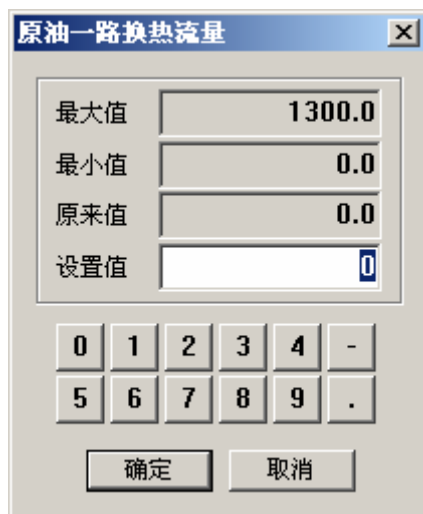 原油一路换热流量
最大值 1300.0
最小值 0.0
原来值 0.0
设置值 0
0 1 2 3 4 -
5 6 7 8 9 .
确定 取消